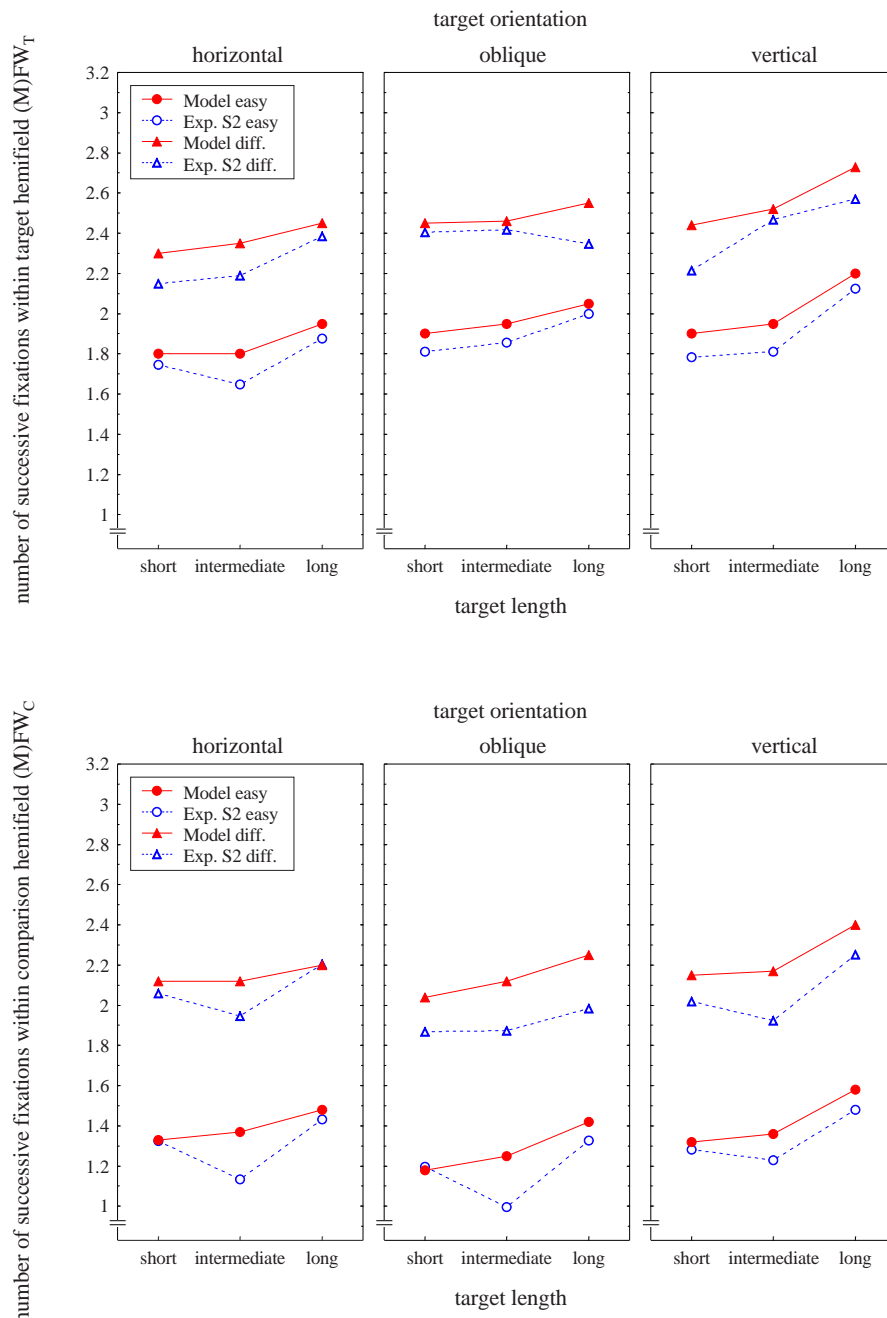 target orientation
horizontal oblique vertical
number of successive fixations within target hemifield (M)FW_T
3.2
3
2.8
2.6
2.4
2.2
2
1.8
1.6
1.4
1.2
1
Model easy
Exp. S2 easy
Model diff.
Exp. S2 diff.
short intermediate long short intermediate long short intermediate long
target length
target orientation
horizontal oblique vertical
number of successive fixations within comparison hemifield (M)FW_C
3.2
3
2.8
2.6
2.4
2.2
2
1.8
1.6
1.4
1.2
1
Model easy
Exp. S2 easy
Model diff.
Exp. S2 diff.
short intermediate long short intermediate long short intermediate long
target length